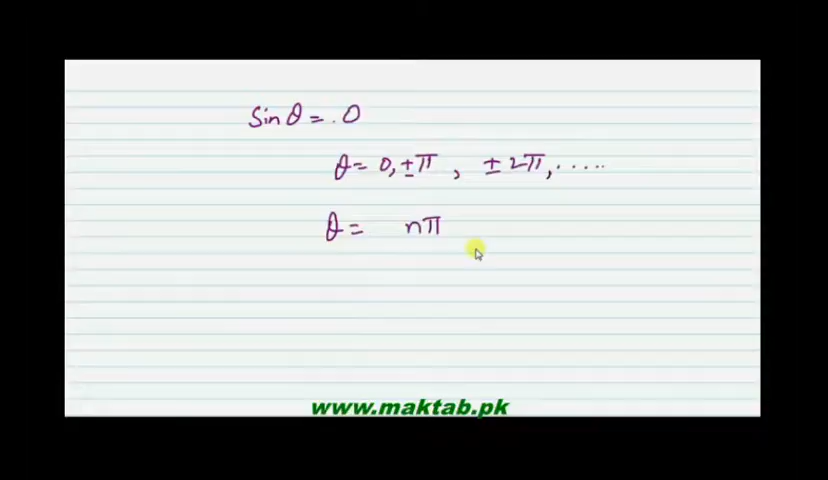 Sin θ = . 0
θ = 0, ±π , ± 2π, . . . . .
θ = nπ
www.maktab.pk